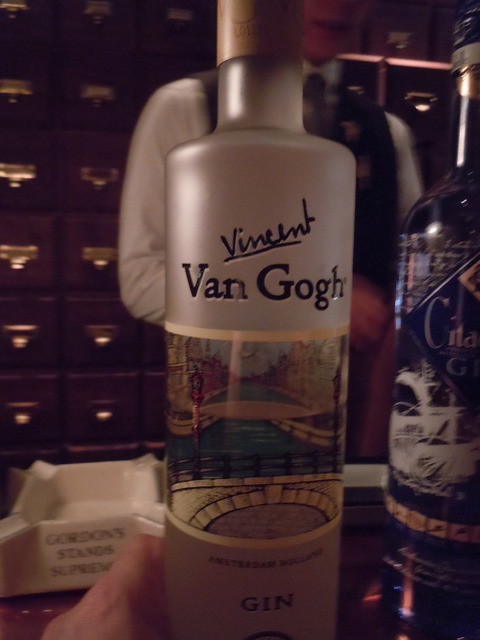 Vincent
Van Gogh
AMSTERDAM HOLLAND
GIN
GORDON'S
STANDS
SUPREME